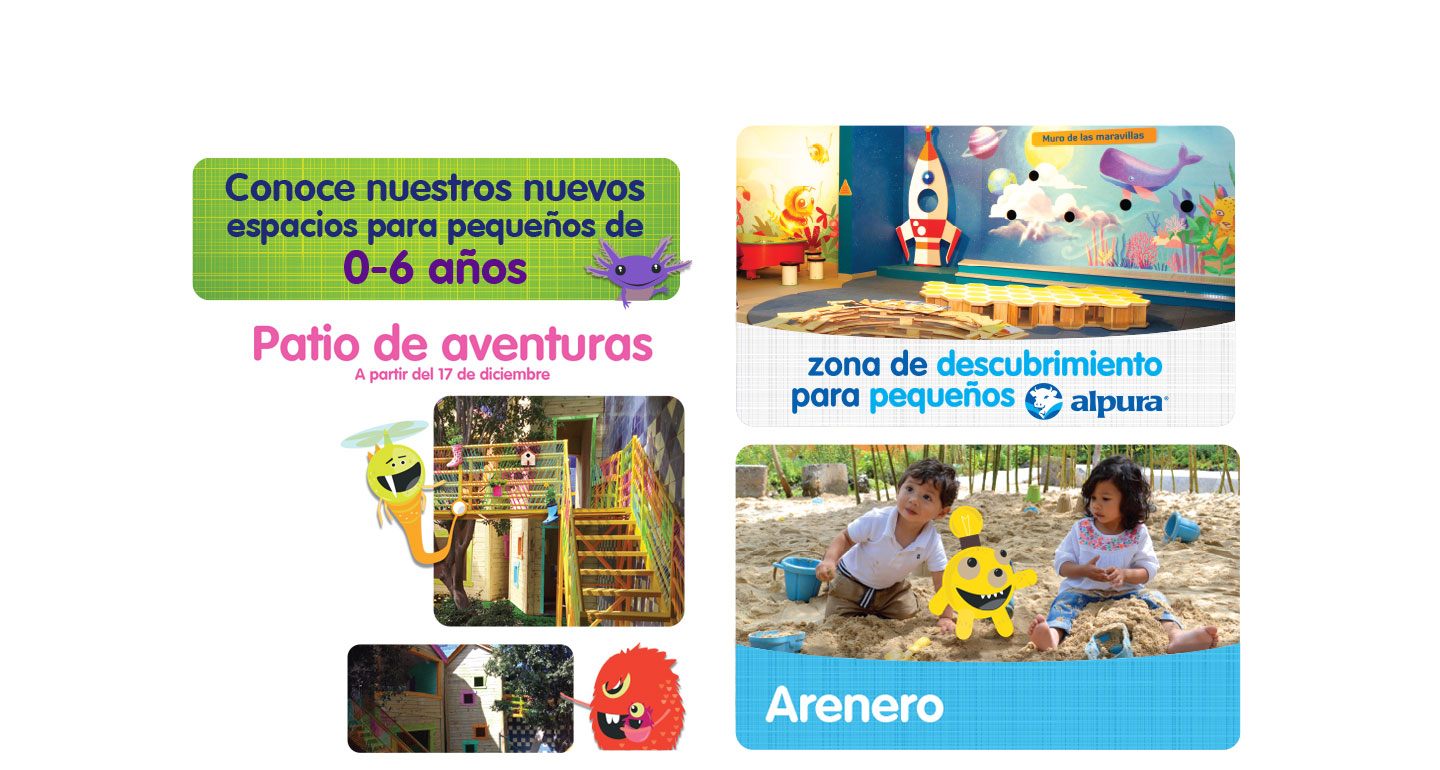 Conoce nuestros nuevos
espacios para pequeños de
0-6 años
Patio de aventuras
A partir del 17 de diciembre
Muro de las maravillas
zona de descubrimiento
para pequeños alpura®
Arenero